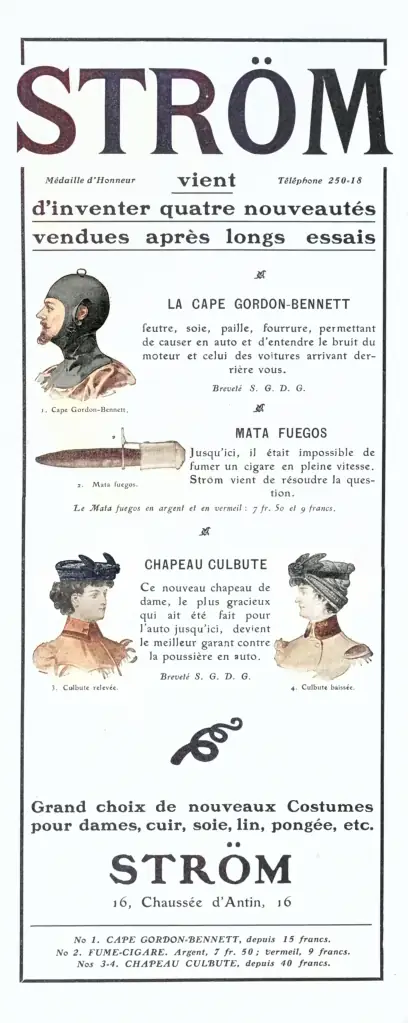 STRÖM
Médaille d'Honneur vient Téléphone 250-18
d'inventer quatre nouveautés
vendues après longs essais
LA CAPE GORDON-BENNETT
feutre, soie, paille, fourrure, permettant
de causer en auto et d'entendre le bruit du
moteur et celui des voitures arrivant der-
rière vous.
Breveté S. G. D. G.
1. Cape Gordon-Bennett.
MATA FUEGOS
Jusqu'ici, il était impossible de
fumer un cigare en pleine vitesse.
Ström vient de résoudre la ques-
tion.
2. Mata fuegos.
Le Mata fuegos en argent et en vermeil : 7 fr. 50 et 9 francs.
CHAPEAU CULBUTE
Ce nouveau chapeau de
dame, le plus gracieux
qui ait été fait pour
l'auto jusqu'ici, devient
le meilleur garant contre
la poussière en auto.
Breveté S. G. D. G.
3. Culbute relevée.
4. Culbute baissée.
Grand choix de nouveaux Costumes
pour dames, cuir, soie, lin, pongée, etc.
STRÖM
16, Chaussée d'Antin, 16
No 1. CAPE GORDON-BENNETT, depuis 15 francs.
No 2. FUME-CIGARE. Argent, 7 fr. 50 ; vermeil, 9 francs.
Nos 3-4. CHAPEAU CULBUTE, depuis 40 francs.